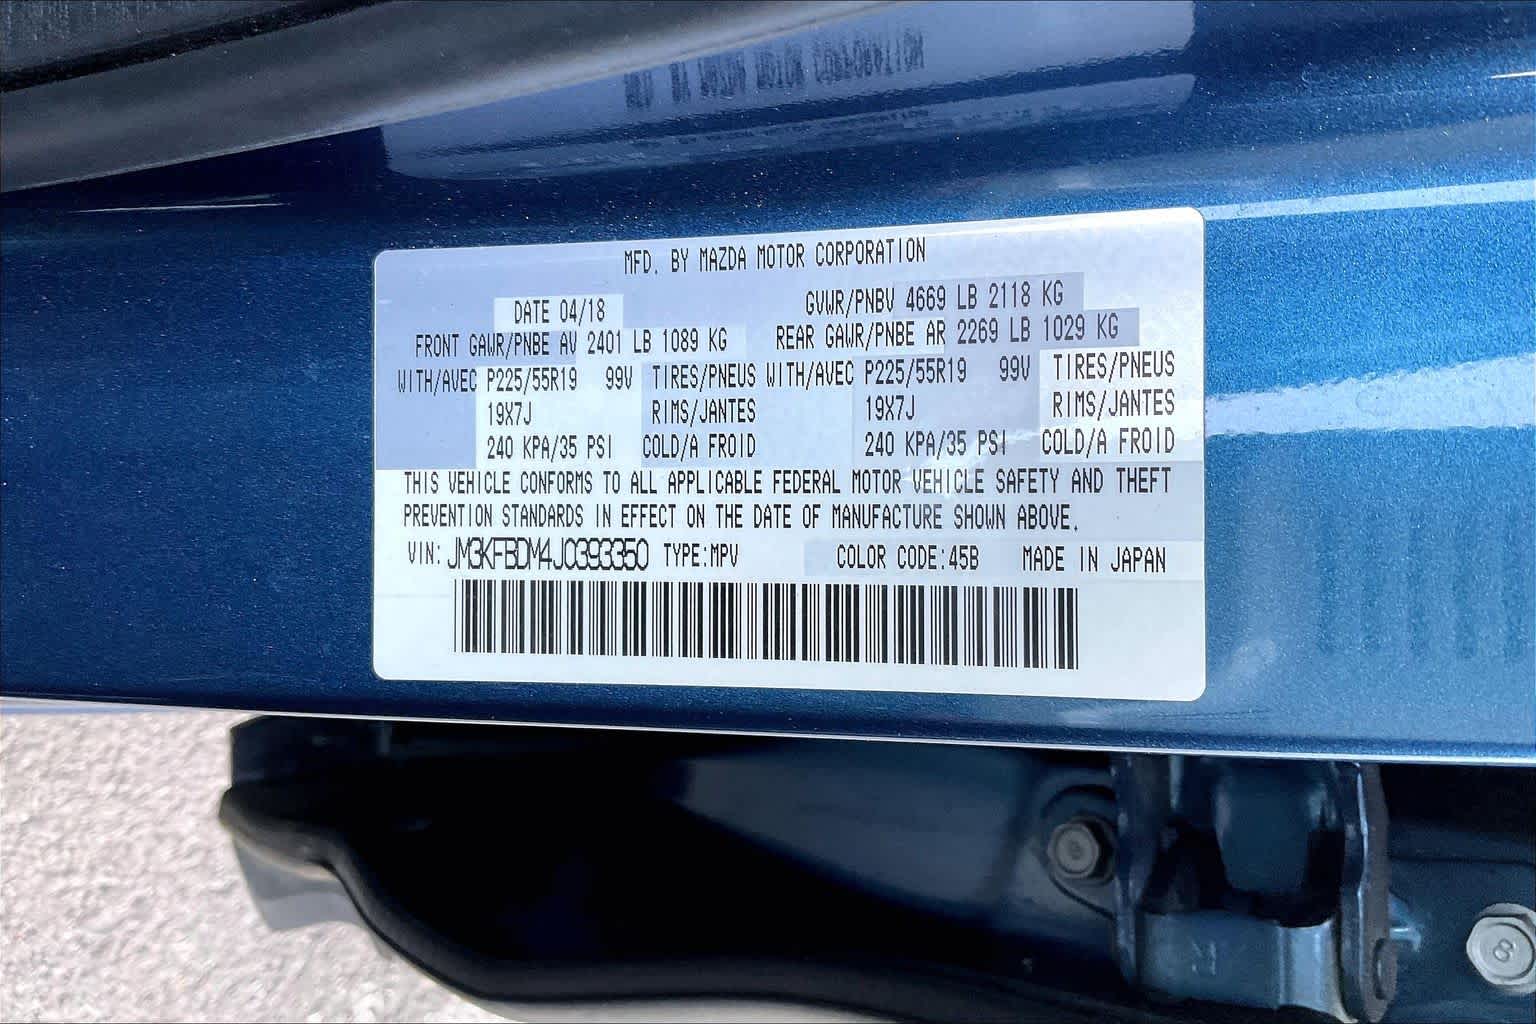 MFD. BY MAZDA MOTOR CORPORATION
DATE 04/18 GVWR/PNBV 4669 LB 2118 KG
FRONT GAWR/PNBE AV 2401 LB 1089 KG REAR GAWR/PNBE AR 2269 LB 1029 KG
WITH/AVEC P225/55R19 99V TIRES/PNEUS WITH/AVEC P225/55R19 99V TIRES/PNEUS
19X7J RIMS/JANTES 19X7J RIMS/JANTES
240 KPA/35 PSI COLD/A FROID 240 KPA/35 PSI COLD/A FROID
THIS VEHICLE CONFORMS TO ALL APPLICABLE FEDERAL MOTOR VEHICLE SAFETY AND THEFT
PREVENTION STANDARDS IN EFFECT ON THE DATE OF MANUFACTURE SHOWN ABOVE.
VIN: JM3KFBDM4J0393350 TYPE:MPV COLOR CODE:45B MADE IN JAPAN
8